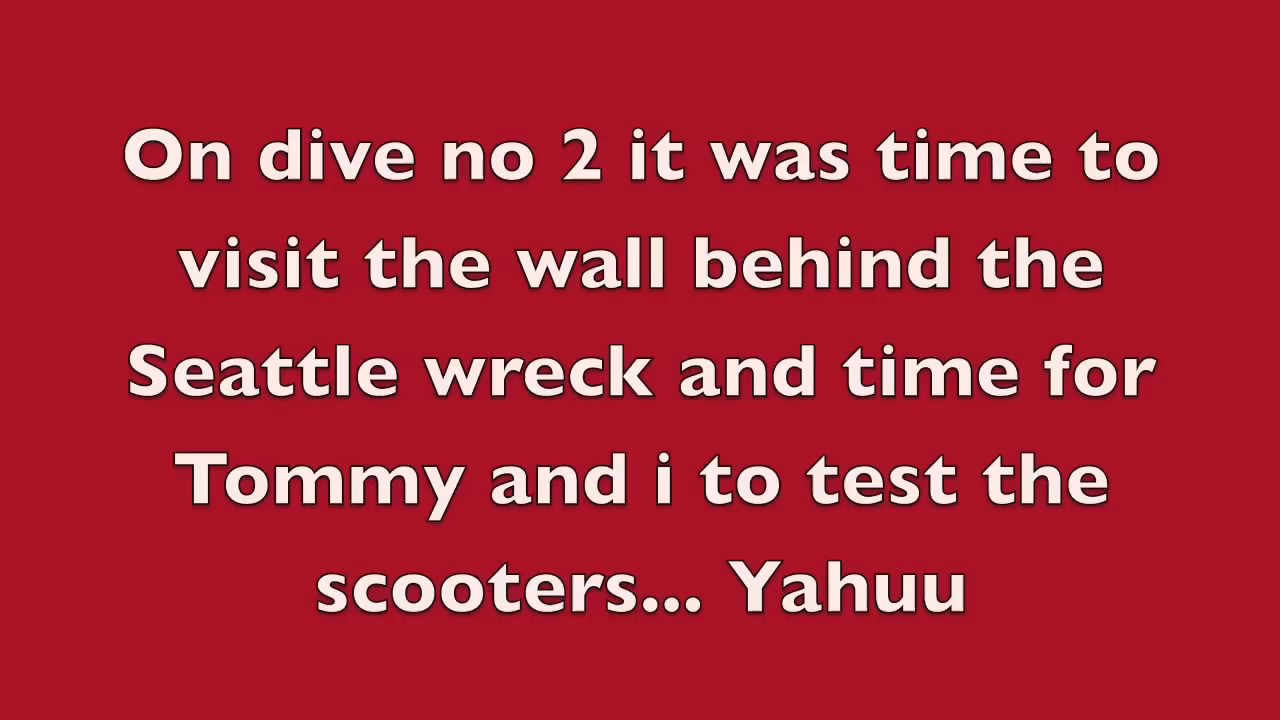 On dive no 2 it was time to
visit the wall behind the
Seattle wreck and time for
Tommy and i to test the
scooters... Yahuu